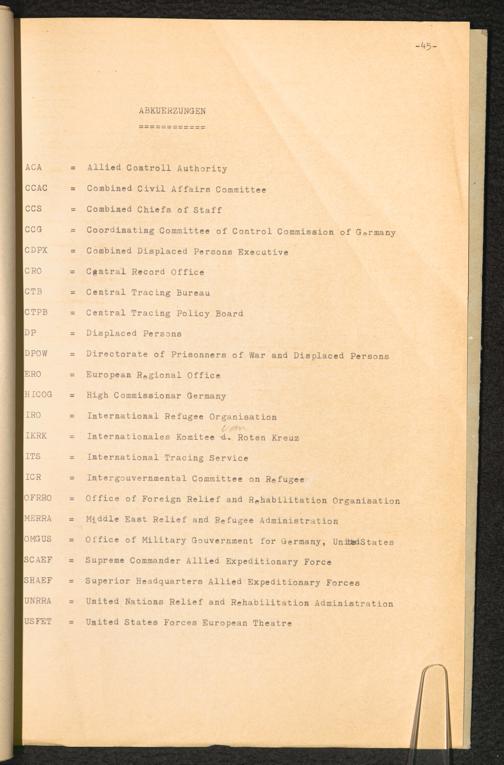 -45-
ABKUERZUNGEN
============
ACA = Allied Controll Authority
CCAC = Combined Civil Affairs Committee
CCS = Combined Chiefs of Staff
CCG = Coordinating Committee of Control Commission of Germany
CDPX = Combined Displaced Persons Executive
CRO = Central Record Office
CTB = Central Tracing Bureau
CTPB = Central Tracing Policy Board
DP = Displaced Persons
DPOW = Directorate of Prisonners of War and Displaced Persons
ERO = European Regional Office
HICOG = High Commissionar Germany
IRO = International Refugee Organisation
vom
IKRK = Internationales Komitee d. Roten Kreuz
ITS = International Tracing Service
ICR = Intergouvernmental Committee on Refugee
OFRRO = Office of Foreign Relief and Rehabilitation Organisation
MERRA = Middle East Relief and Refugee Administration
OMGUS = Office of Military Gouvernment for Germany, United States
SCAEF = Supreme Commander Allied Expeditionary Force
SHAEF = Superior Headquarters Allied Expeditionary Forces
UNRRA = United Nations Relief and Rehabilitation Administration
USFET = United States Forces European Theatre